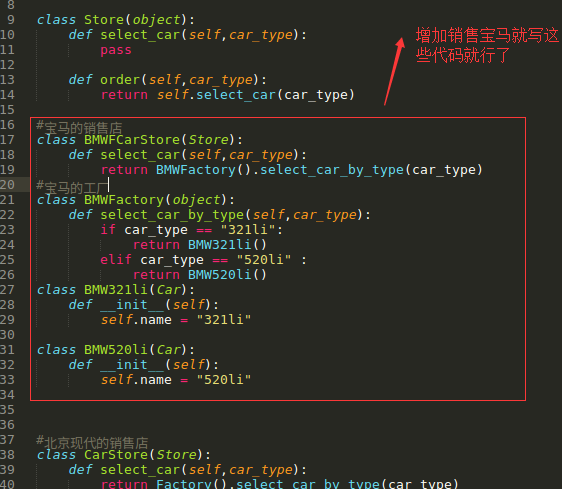 8
9 class Store(object):
10 def select_car(self,car_type):
11 pass
12
13 def order(self,car_type):
14 return self.select_car(car_type)
15
增加销售宝马就写这
些代码就行了
16 #宝马的销售店
17 class BMWFCarStore(Store):
18 def select_car(self,car_type):
19 return BMWFactory().select_car_by_type(car_type)
20 #宝马的工厂
21 class BMWFactory(object):
22 def select_car_by_type(self,car_type):
23 if car_type == "321li":
24 return BMW321li()
25 elif car_type == "520li" :
26 return BMW520li()
27 class BMW321li(Car):
28 def __init__(self):
29 self.name = "321li"
30
31 class BMW520li(Car):
32 def __init__(self):
33 self.name = "520li"
34
35
36
37 #北京现代的销售店
38 class CarStore(Store):
39 def select_car(self,car_type):
40 return Factory().select_car_by_type(car_type)